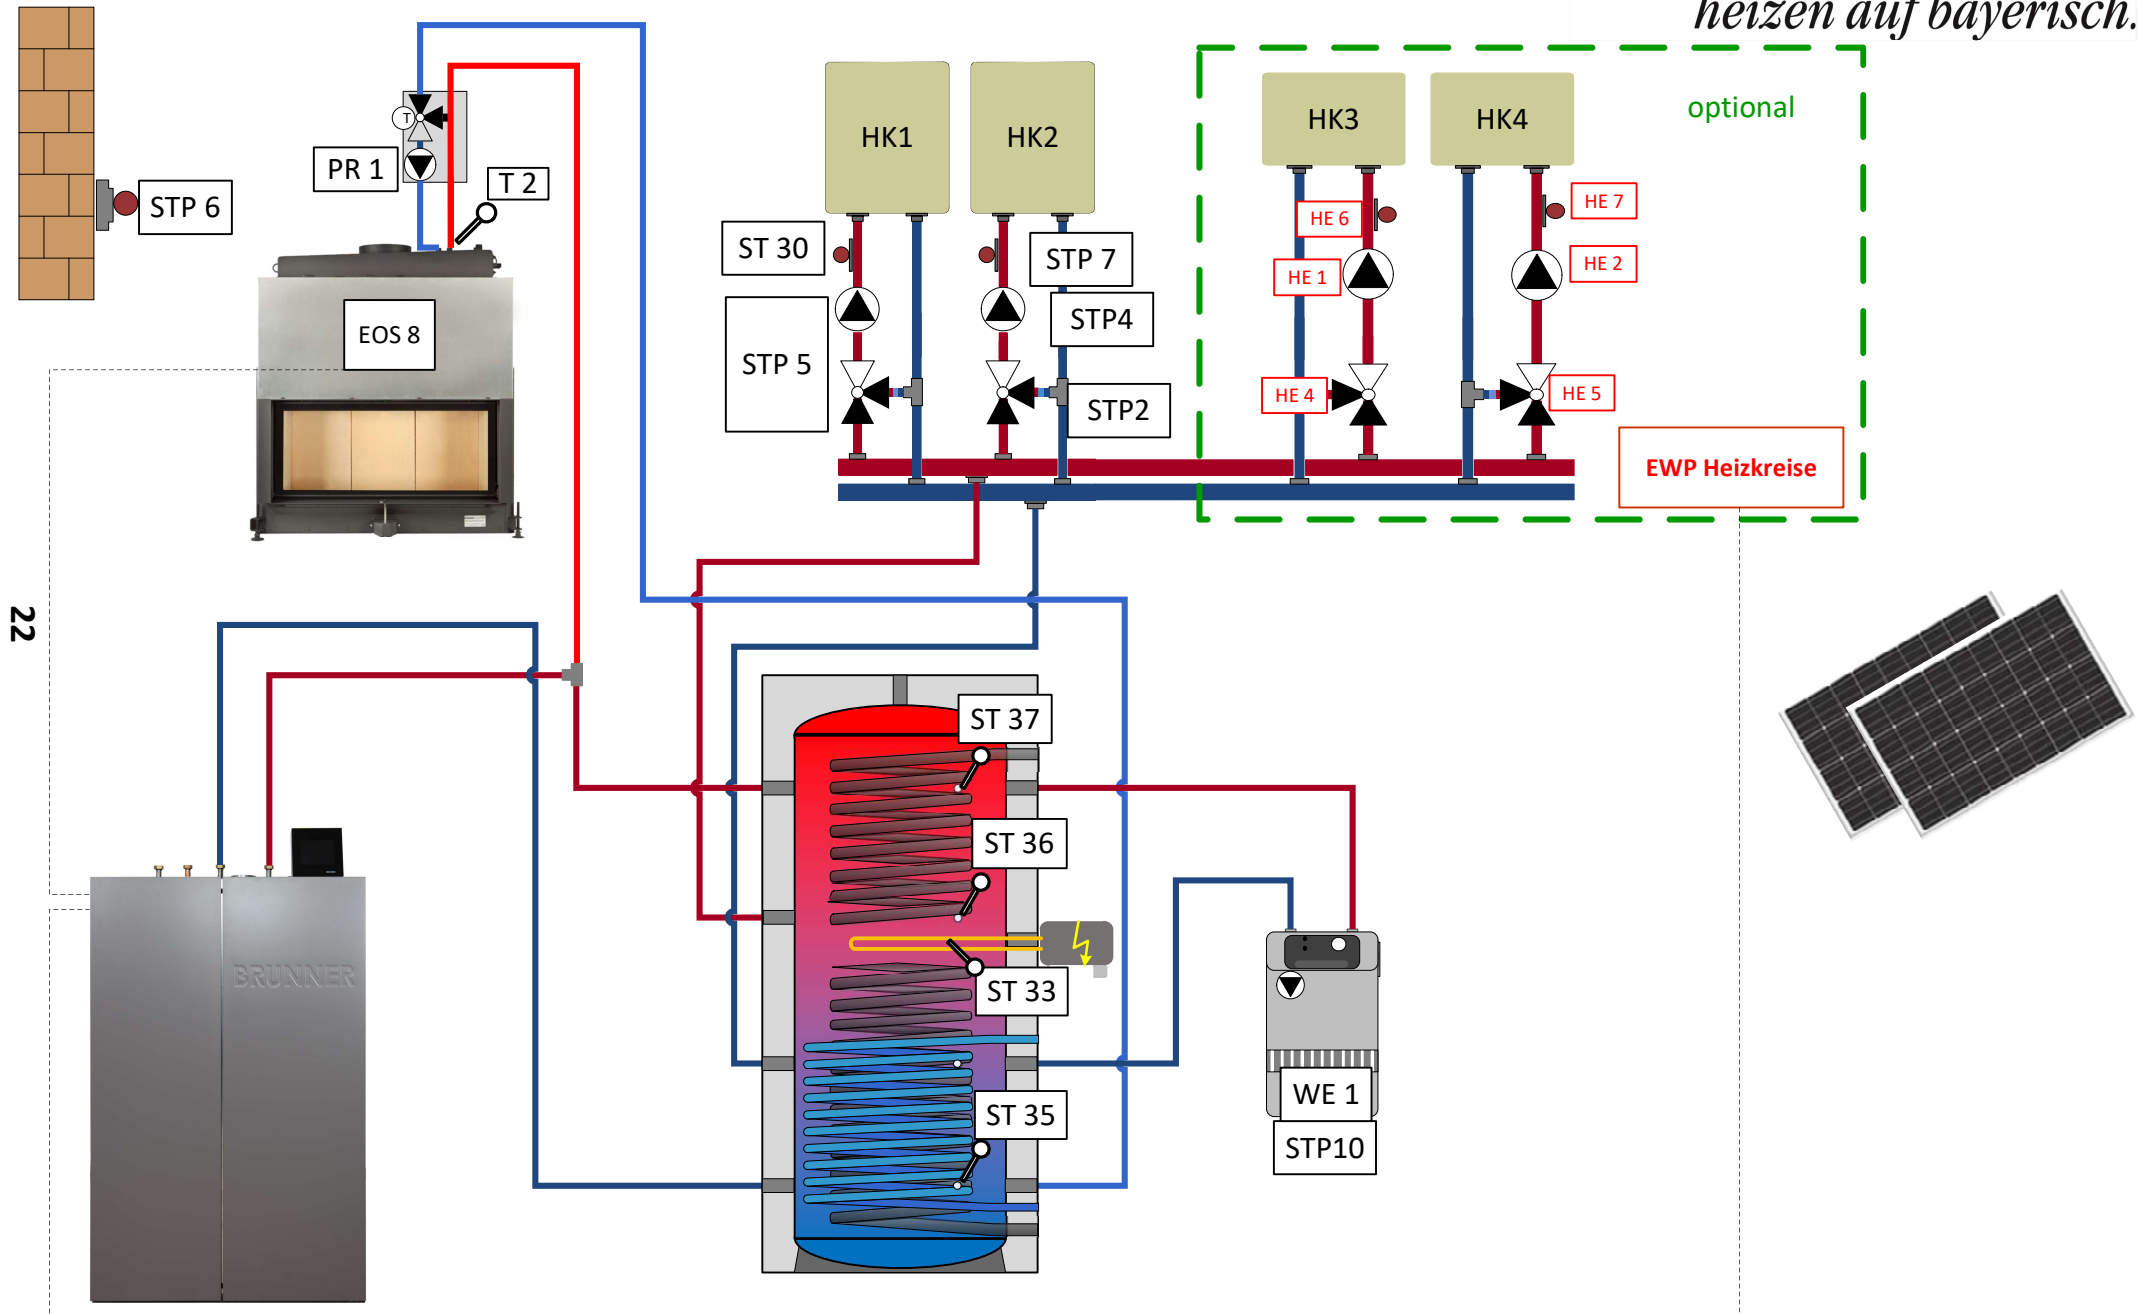 heizen auf bayerisch.
optional
HK1
HK2
HK3
HK4
T
PR 1
T 2
STP 6
HE 7
HE 6
ST 30
STP 7
HE 1
HE 2
EOS 8
STP4
STP 5
HE 4
HE 5
STP2
EWP Heizkreise
22
ST 37
ST 36
BRUNNER
ST 33
WE 1
ST 35
STP10